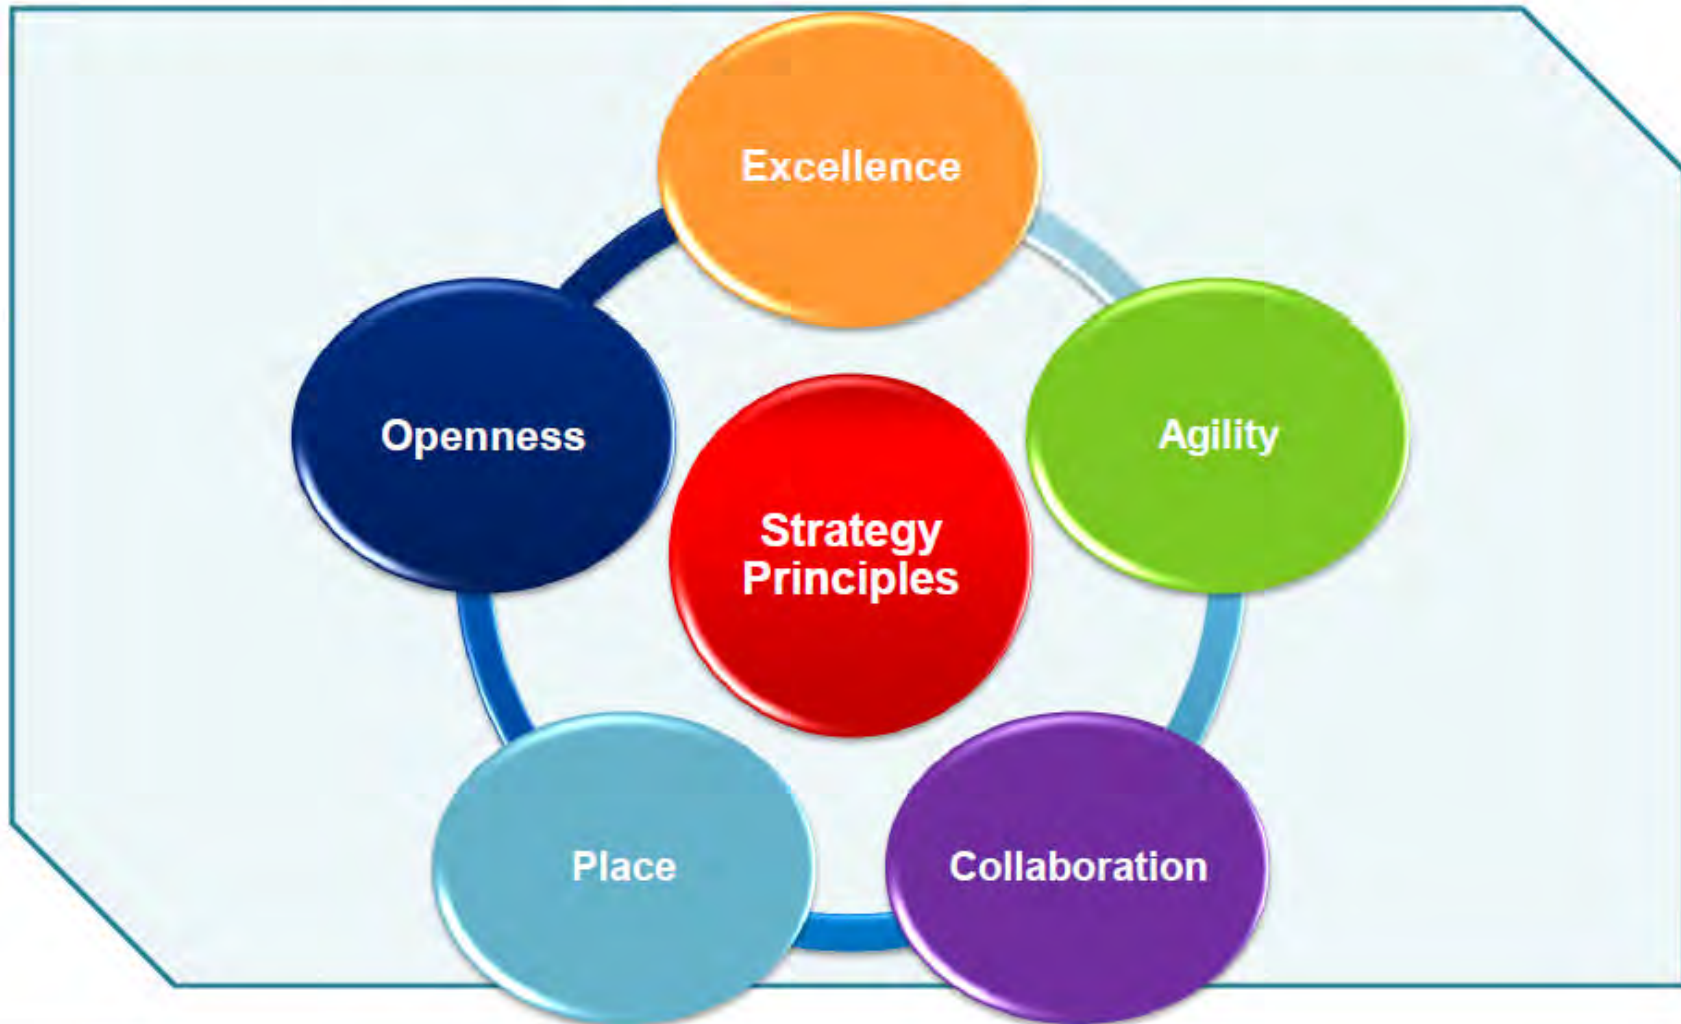 Excellence
Openness
Agility
Strategy
Principles
Place
Collaboration